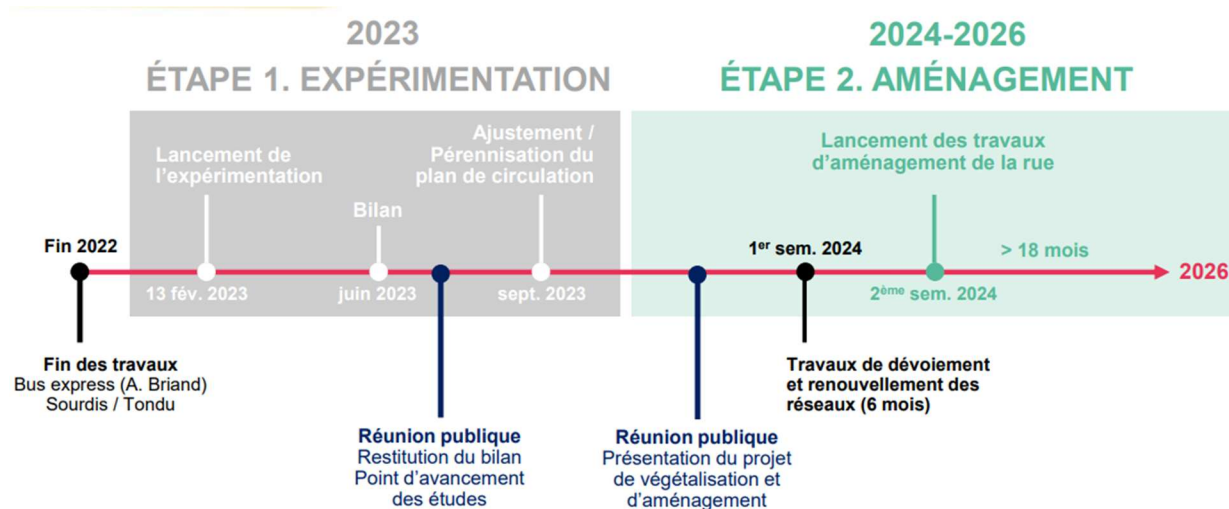 2023
ÉTAPE 1. EXPÉRIMENTATION
2024-2026
ÉTAPE 2. AMÉNAGEMENT
Lancement de
l'expérimentation
Bilan
Ajustement /
Pérennisation du
plan de circulation
Lancement des travaux
d'aménagement de la rue
Fin 2022
1er sem. 2024
> 18 mois
2026
13 fév. 2023
juin 2023
sept. 2023
2ème sem. 2024
Fin des travaux
Bus express (A. Briand)
Sourdis / Tondu
Réunion publique
Restitution du bilan
Point d'avancement
des études
Réunion publique
Présentation du projet
de végétalisation et
d'aménagement
Travaux de dévoiement
et renouvellement des
réseaux (6 mois)